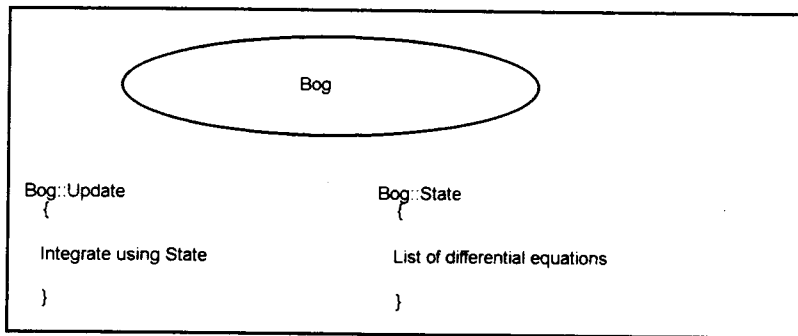 Bog
Bog::Update
{
Integrate using State
}
Bog::State
{
List of differential equations
}